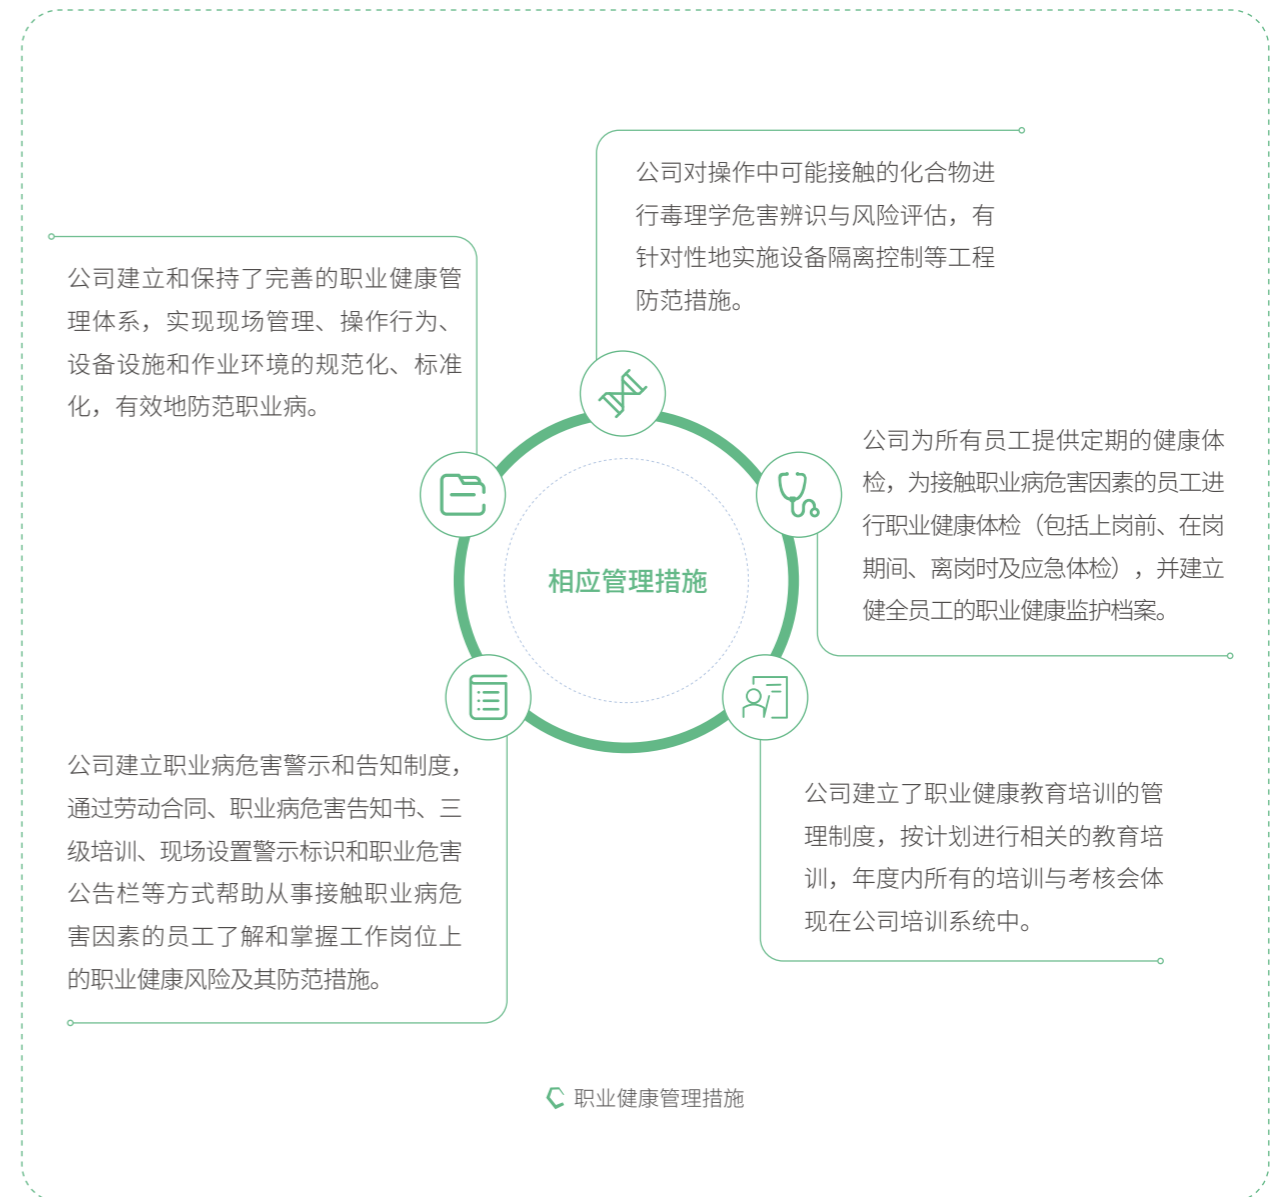 公司对操作中可能接触的化合物进
行毒理学危害辨识与风险评估，有
针对性地实施设备隔离控制等工程
防范措施。
公司建立和保持了完善的职业健康管
理体系，实现现场管理、操作行为、
设备设施和作业环境的规范化、标准
化，有效地防范职业病。
公司为所有员工提供定期的健康体
检，为接触职业病危害因素的员工进
行职业健康体检（包括上岗前、在岗
期间、离岗时及应急体检），并建立
健全员工的职业健康监护档案。
相应管理措施
公司建立职业病危害警示和告知制度，
通过劳动合同、职业病危害告知书、三
级培训、现场设置警示标识和职业危害
公告栏等方式帮助从事接触职业病危
害因素的员工了解和掌握工作岗位上
的职业健康风险及其防范措施。
公司建立了职业健康教育培训的管
理制度，按计划进行相关的教育培
训，年度内所有的培训与考核会体
现在公司培训系统中。
职业健康管理措施